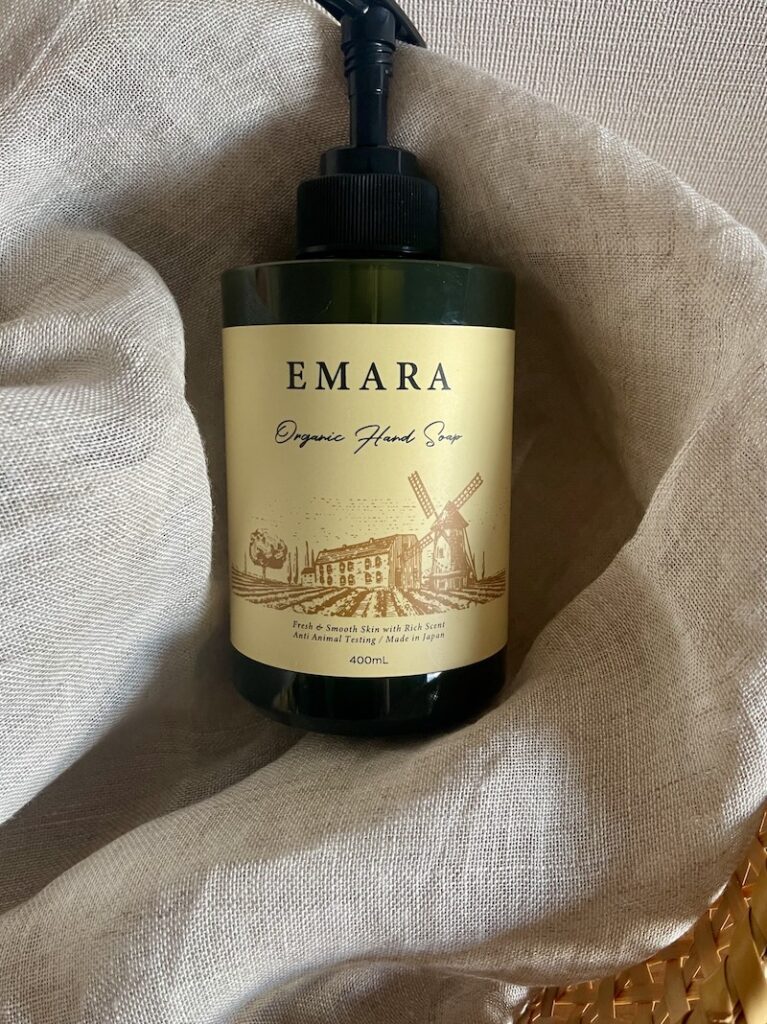 EMARA
Organic Hand Soap
Fresh & Smooth Skin with Rich Scent
Anti Animal Testing / Made in Japan
400mL